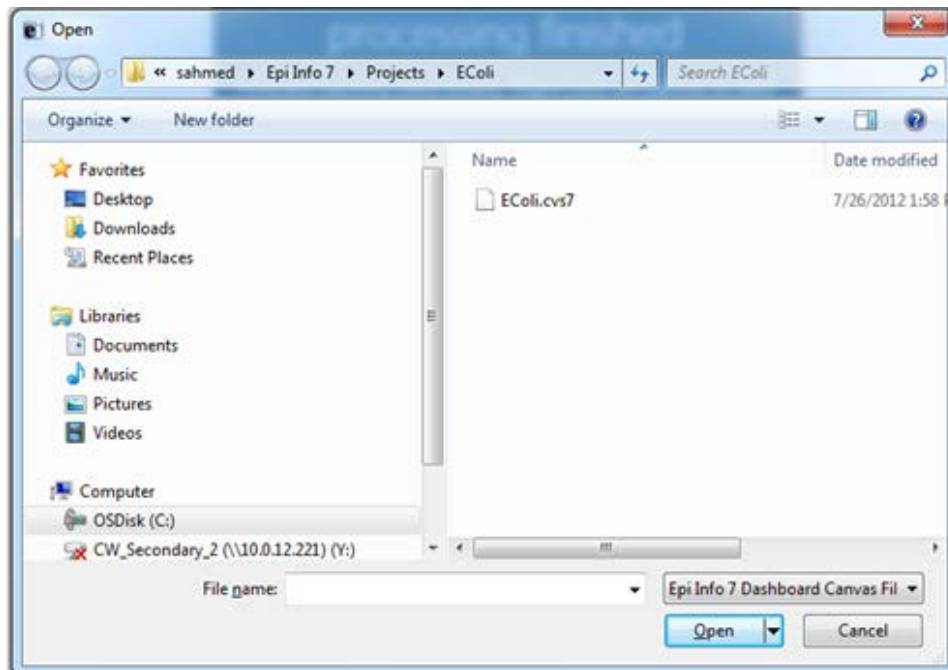 Open
processing finished
« sahmed ▸ Epi Info 7 ▸ Projects ▸ EColi
Search EColi
Organize ▾ New folder
Favorites
Desktop
Downloads
Recent Places
Libraries
Documents
Music
Pictures
Videos
Computer
OSDisk (C:)
CW_Secondary_2 (\\10.0.12.221) (Y:)
Name Date modified
EColi.cvs7 7/26/2012 1:58
File name:
Epi Info 7 Dashboard Canvas Fil
Open Cancel